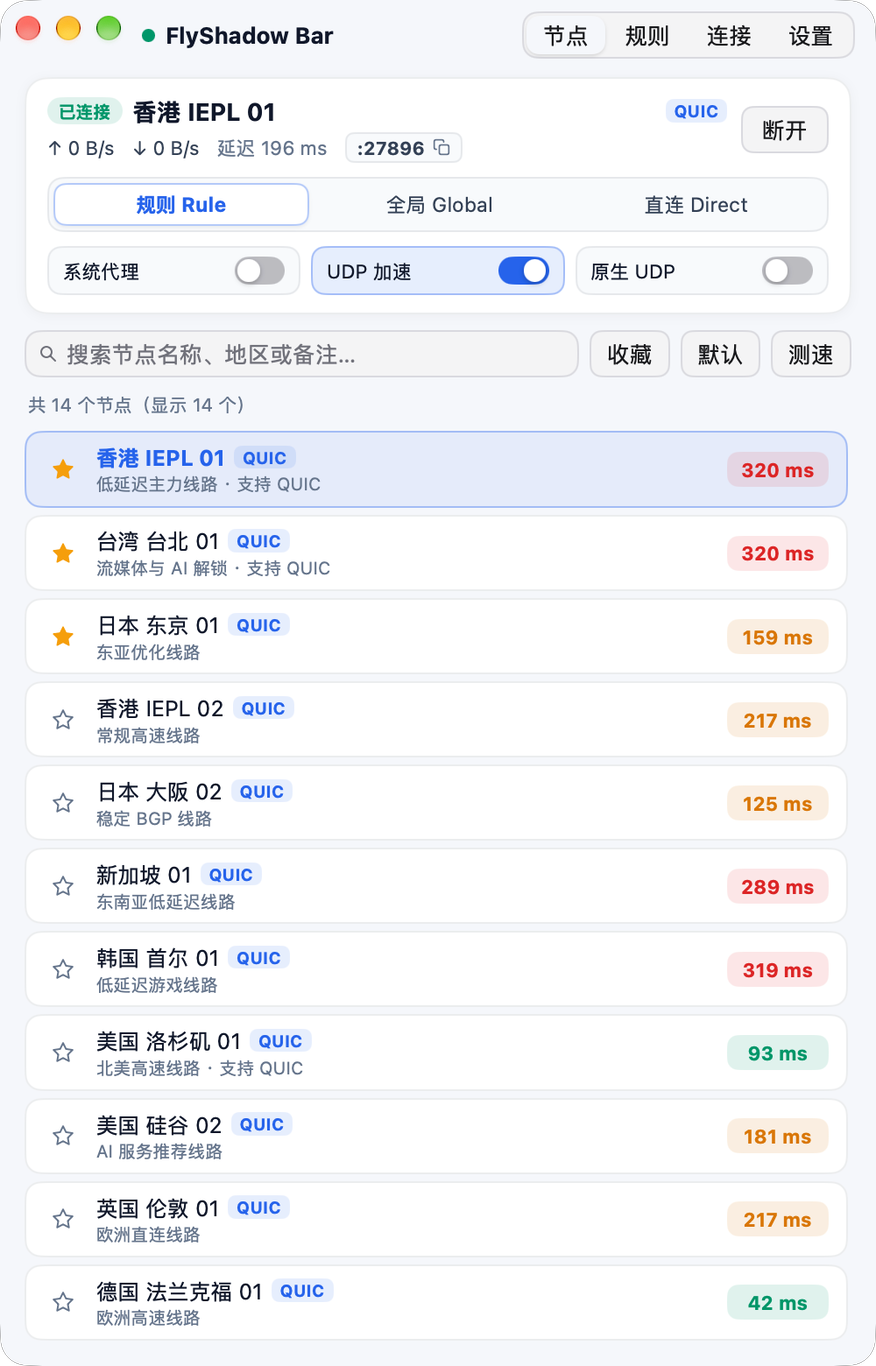 FlyShadow Bar
节点 规则 连接 设置
已连接 香港 IEPL 01 QUIC
断开
↑ 0 B/s ↓ 0 B/s 延迟 196 ms :27896
规则 Rule 全局 Global 直连 Direct
系统代理 UDP 加速 原生 UDP
搜索节点名称、地区或备注... 收藏 默认 测速
共 14 个节点（显示 14 个）
香港 IEPL 01 QUIC
低延迟主力线路 · 支持 QUIC
320 ms
台湾 台北 01 QUIC
流媒体与 AI 解锁 · 支持 QUIC
320 ms
日本 东京 01 QUIC
东亚优化线路
159 ms
香港 IEPL 02 QUIC
常规高速线路
217 ms
日本 大阪 02 QUIC
稳定 BGP 线路
125 ms
新加坡 01 QUIC
东南亚低延迟线路
289 ms
韩国 首尔 01 QUIC
低延迟游戏线路
319 ms
美国 洛杉矶 01 QUIC
北美高速线路 · 支持 QUIC
93 ms
美国 硅谷 02 QUIC
AI 服务推荐线路
181 ms
英国 伦敦 01 QUIC
欧洲直连线路
217 ms
德国 法兰克福 01 QUIC
欧洲高速线路
42 ms